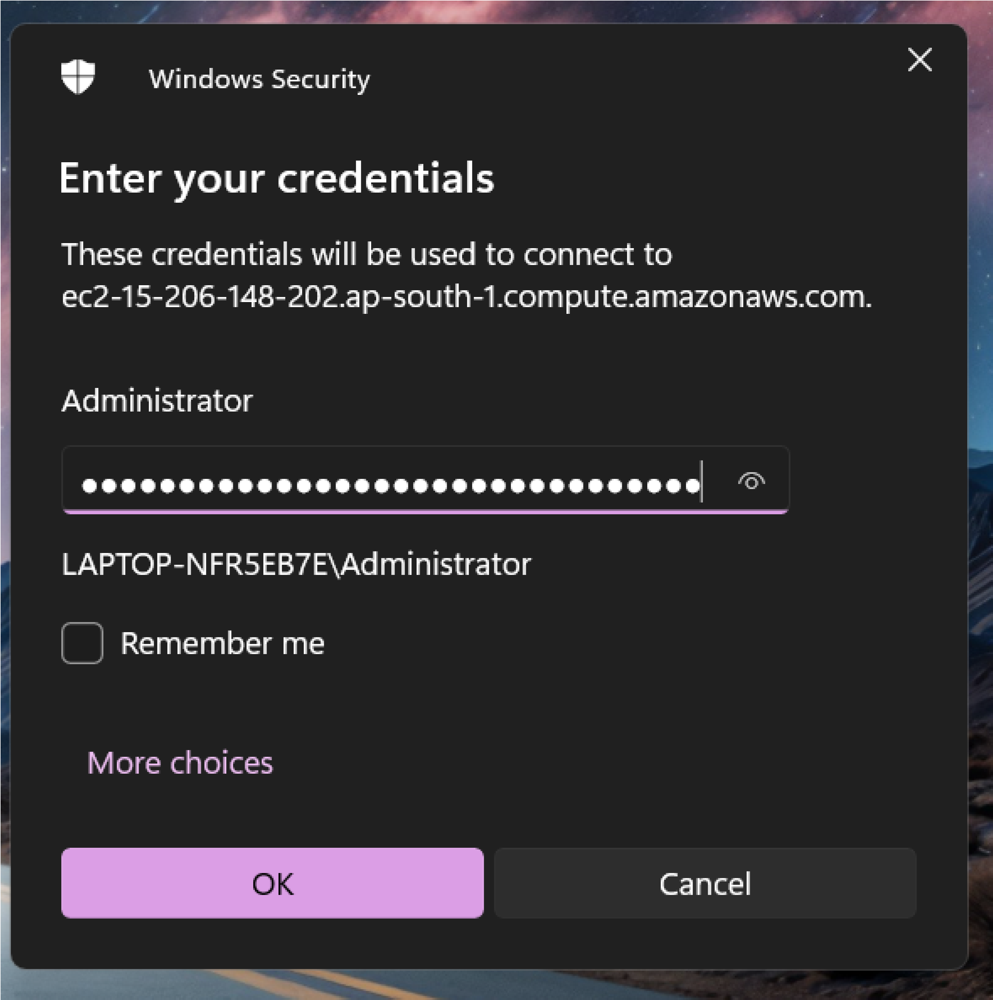 Windows Security
Enter your credentials
These credentials will be used to connect to
ec2-15-206-148-202.ap-south-1.compute.amazonaws.com.
Administrator
●●●●●●●●●●●●●●●●●●●●●●●●●●●●●●●●
LAPTOP-NFR5EB7E\Administrator
Remember me
More choices
OK
Cancel